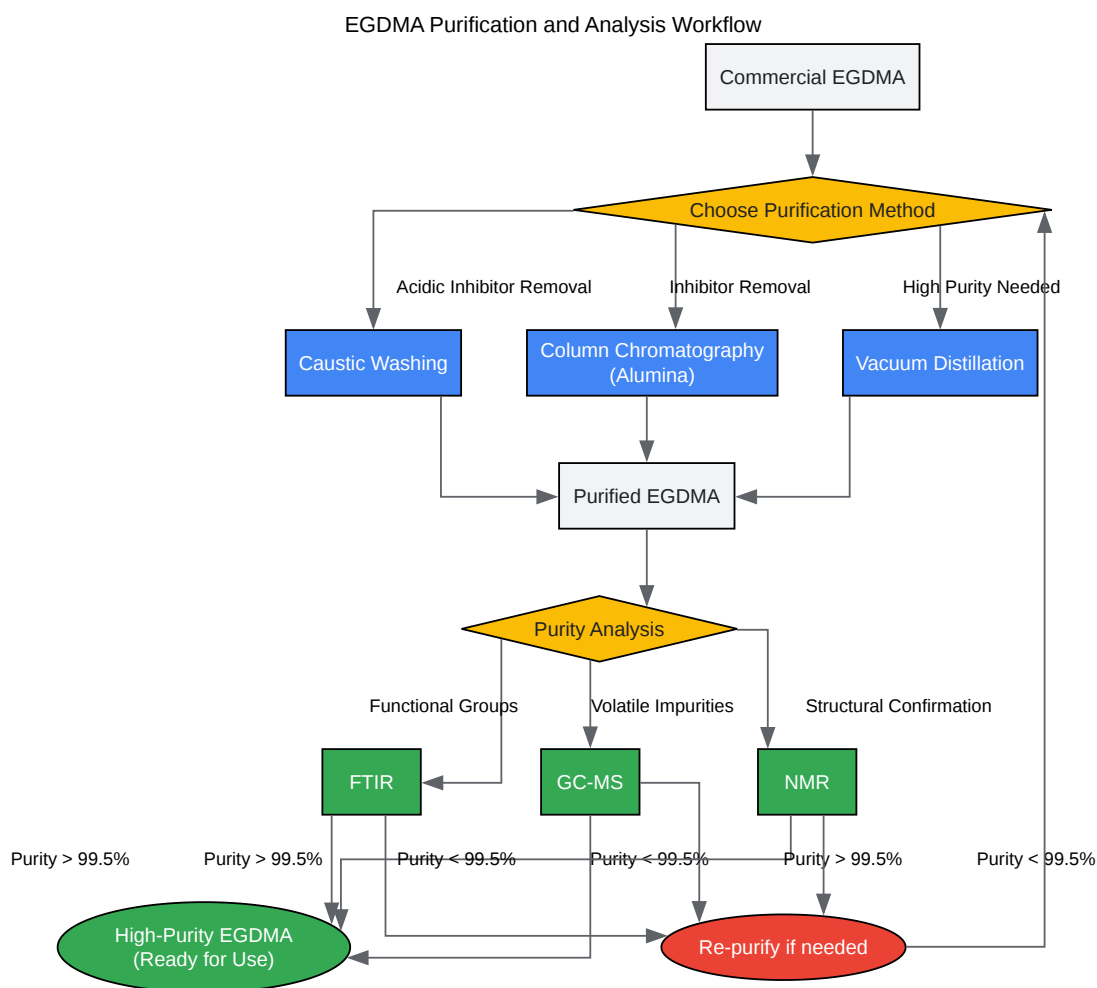 EGDMA Purification and Analysis Workflow
Commercial EGDMA
Choose Purification Method
Acidic Inhibitor Removal
Inhibitor Removal
High Purity Needed
Caustic Washing
Column Chromatography
(Alumina)
Vacuum Distillation
Purified EGDMA
Purity Analysis
Functional Groups
Volatile Impurities
Structural Confirmation
FTIR
GC-MS
NMR
Purity > 99.5%
Purity > 99.5%
Purity < 99.5%
Purity < 99.5%
Purity > 99.5%
Purity < 99.5%
High-Purity EGDMA
(Ready for Use)
Re-purify if needed